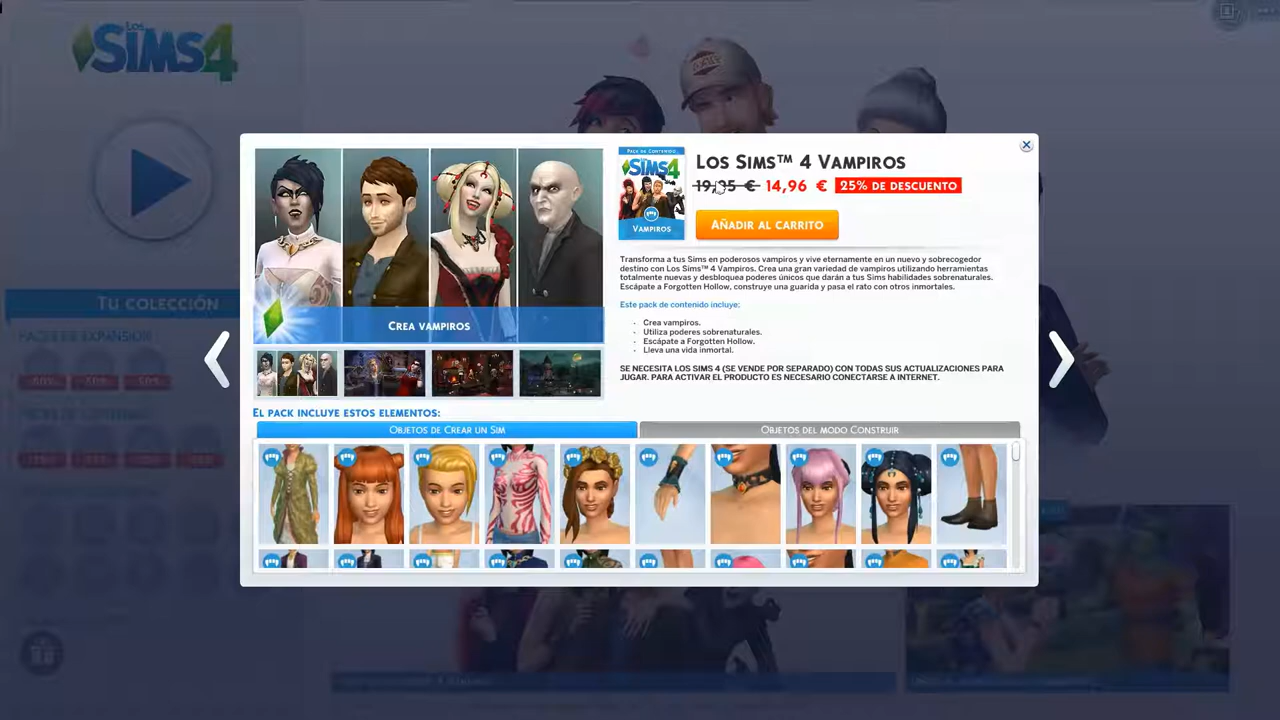 Los
SIMS4
Los Sims™ 4 Vampiros
14,96 € 25% de descuento
Pack de Contenido
Los
SIMS4
Vampiros
Añadir al carrito
Transforma a tus Sims en poderosos vampiros y vive eternamente en un nuevo y sobrecogedor
destino con Los Sims™ 4 Vampiros. Crea una gran variedad de vampiros utilizando herramientas
totalmente nuevas y desbloquea poderes únicos que darán a tus Sims habilidades sobrenaturales.
Escápate a Forgotten Hollow, construye una guarida y pasa el rato con otros inmortales.
Este pack de contenido incluye:
· Crea vampiros.
· Utiliza poderes sobrenaturales.
· Escápate a Forgotten Hollow.
· Lleva una vida inmortal.
SE NECESITA LOS SIMS 4 (SE VENDE POR SEPARADO) CON TODAS SUS ACTUALIZACIONES PARA
JUGAR. PARA ACTIVAR EL PRODUCTO ES NECESARIO CONECTARSE A INTERNET.
Crea vampiros
Tu colección
Packs de expansión
El pack incluye estos elementos:
Objetos de Crear un Sim
Objetos del modo Construir